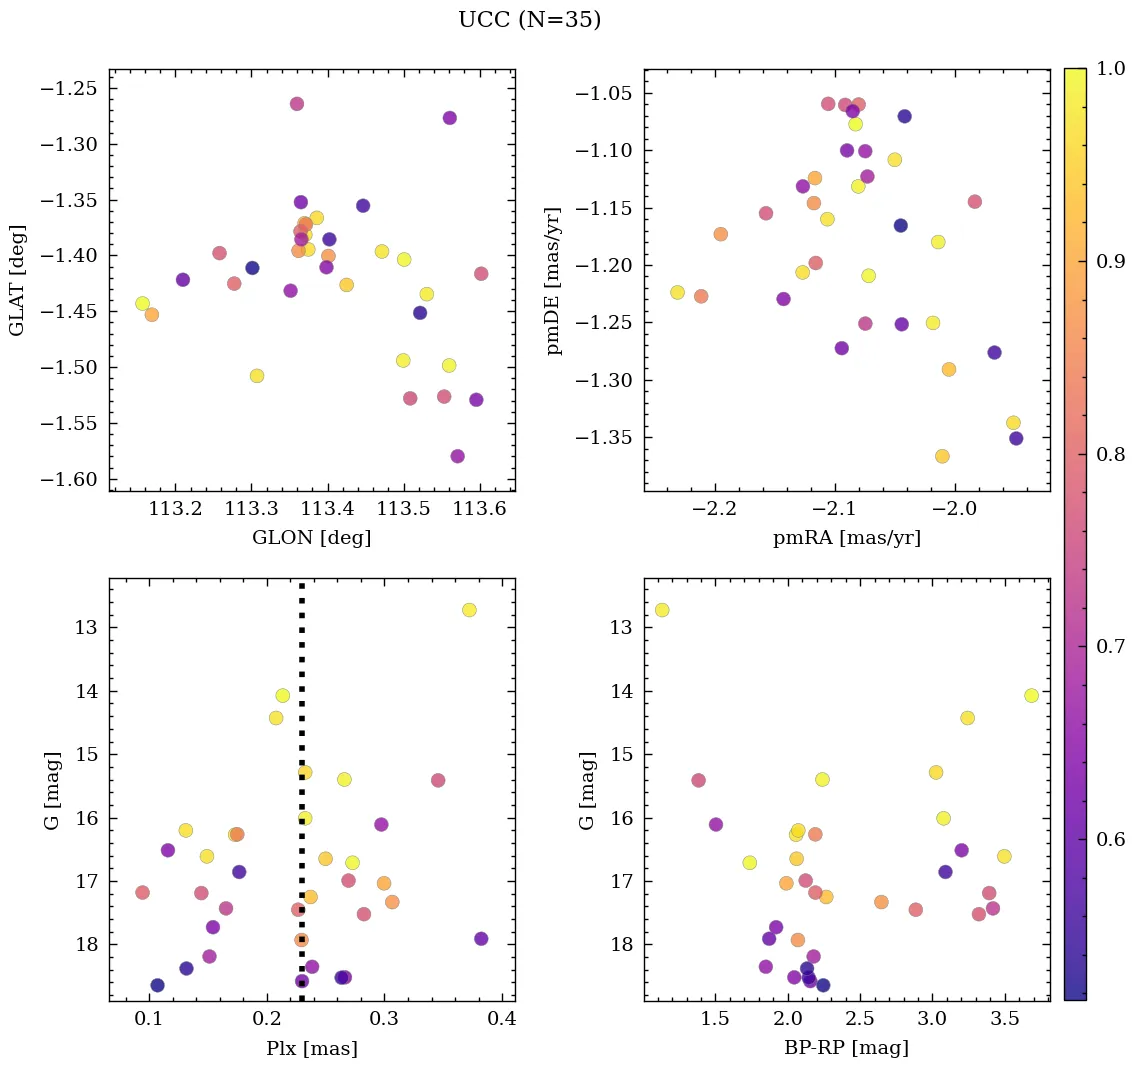 UCC (N=35)
−1.25
−1.30
−1.35
−1.40
−1.45
−1.50
−1.55
−1.60
GLAT [deg]
113.2 113.3 113.4 113.5 113.6
GLON [deg]
−1.05
−1.10
−1.15
−1.20
−1.25
−1.30
−1.35
pmDE [mas/yr]
−2.2 −2.1 −2.0
pmRA [mas/yr]
1.0
0.9
0.8
0.7
0.6
13
14
15
16
17
18
G [mag]
0.1 0.2 0.3 0.4
Plx [mas]
13
14
15
16
17
18
G [mag]
1.5 2.0 2.5 3.0 3.5
BP-RP [mag]